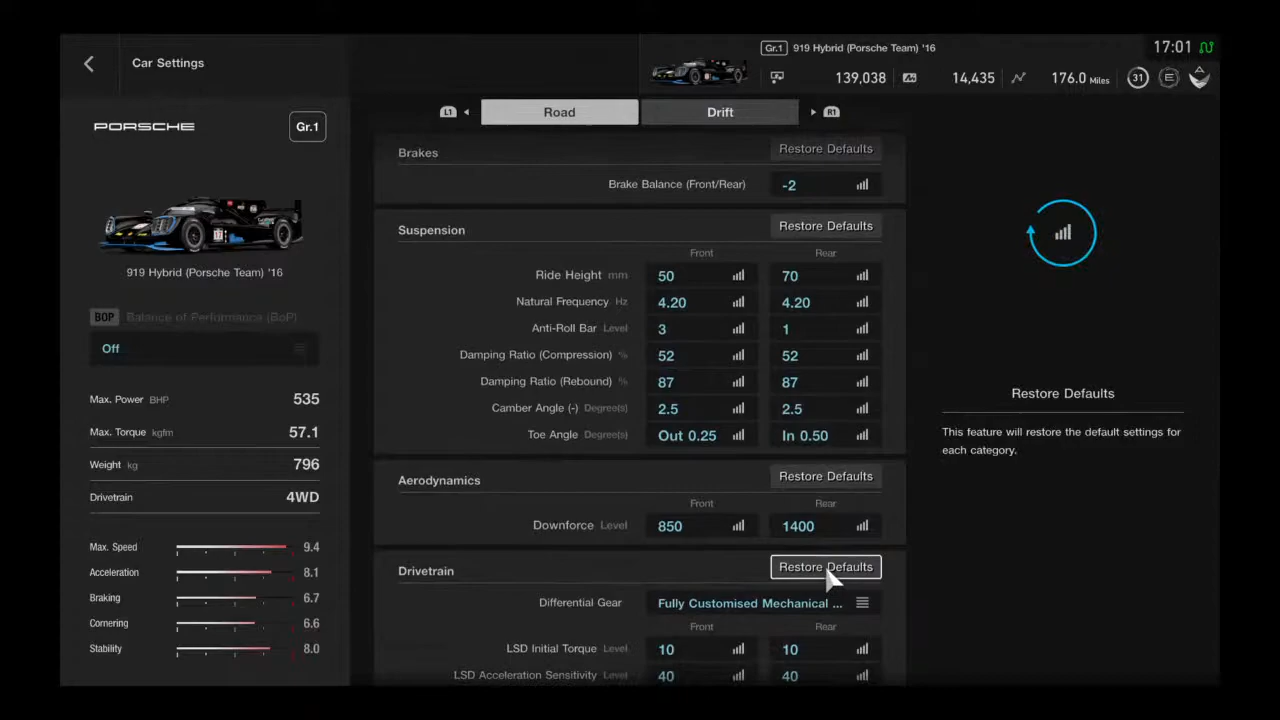 Car Settings
Gr.1 919 Hybrid (Porsche Team) '16
17:01
139,038 14,435 176.0 Miles 31
L1 Road Drift R1
PORSCHE Gr.1
919 Hybrid (Porsche Team) '16
BOP Balance of Performance (BoP)
Off
Max. Power BHP 535
Max. Torque kgfm 57.1
Weight kg 796
Drivetrain 4WD
Max. Speed 9.4
Acceleration 8.1
Braking 6.7
Cornering 6.6
Stability 8.0
Brakes Restore Defaults
Brake Balance (Front/Rear) -2
Suspension Restore Defaults
Front Rear
Ride Height mm 50 70
Natural Frequency Hz 4.20 4.20
Anti-Roll Bar Level 3 1
Damping Ratio (Compression) % 52 52
Damping Ratio (Rebound) % 87 87
Camber Angle (-) Degree(s) 2.5 2.5
Toe Angle Degree(s) Out 0.25 In 0.50
Aerodynamics Restore Defaults
Front Rear
Downforce Level 850 1400
Drivetrain Restore Defaults
Differential Gear Fully Customised Mechanical ...
Front Rear
LSD Initial Torque Level 10 10
LSD Acceleration Sensitivity Level 40 40
Restore Defaults
This feature will restore the default settings for
each category.